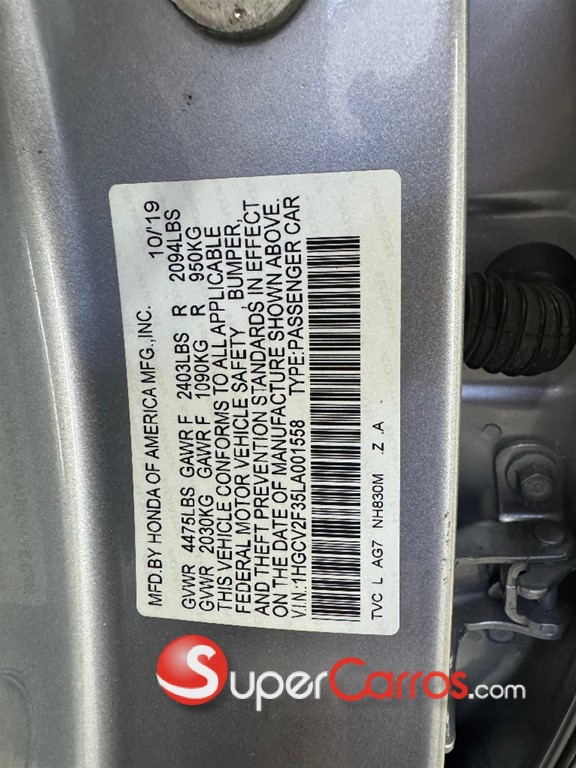 MFD.BY HONDA OF AMERICA MFG.,INC. 10/'19
GVWR 4475LBS GAWR F 2403LBS R 2094LBS
GVWR 2030KG GAWR F 1090KG R 950KG
THIS VEHICLE CONFORMS TO ALL APPLICABLE
FEDERAL MOTOR VEHICLE SAFETY , BUMPER,
AND THEFT PREVENTION STANDARDS IN EFFECT
ON THE DATE OF MANUFACTURE SHOWN ABOVE.
V.I.N.:1HGCV2F35LA001558 TYPE:PASSENGER CAR
TVC L AG7 NH830M .Z .A
SuperCarros.com